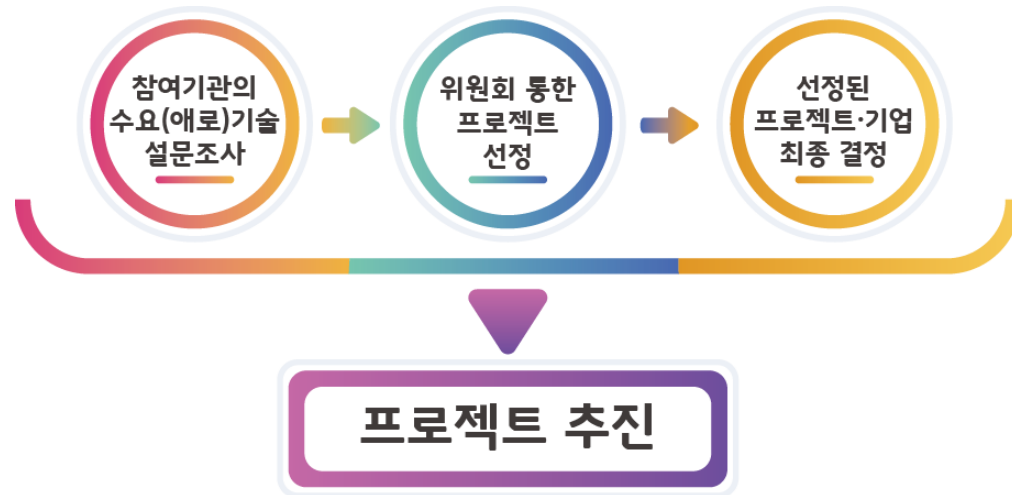 참여기관의
수요(애로)기술
설문조사
위원회 통한
프로젝트
선정
선정된
프로젝트·기업
최종 결정
프로젝트 추진